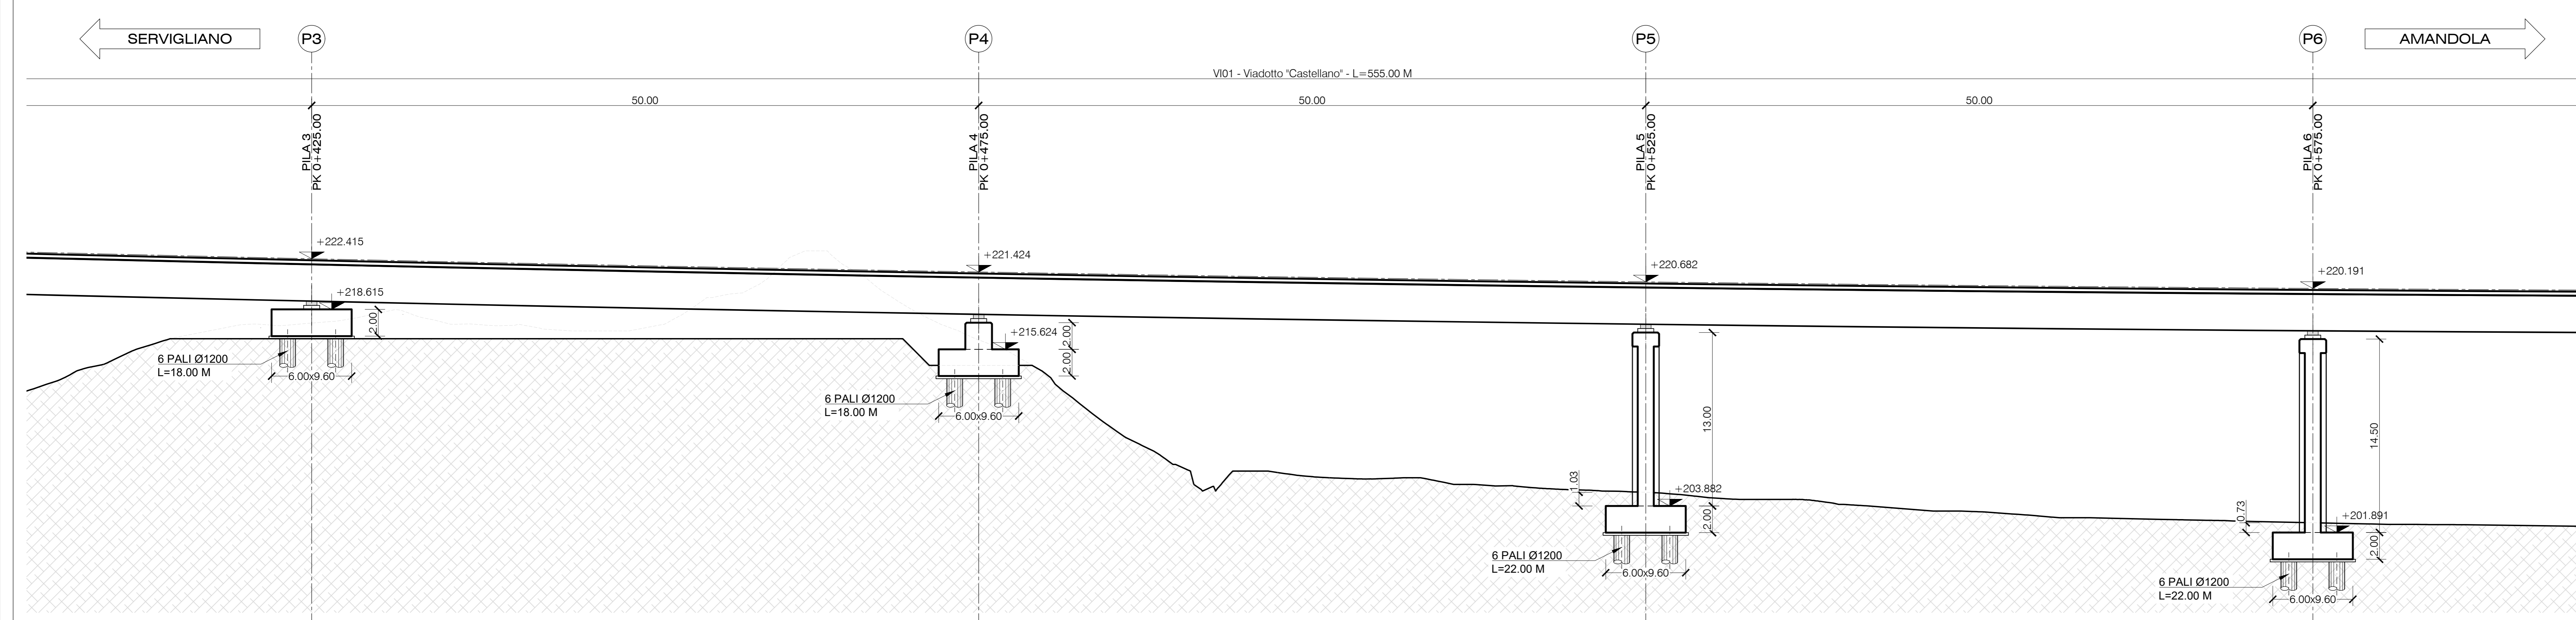 SERVIGLIANO
P3
P4
P5
P6
AMANDOLA
VI01 - Viadotto "Castellano" - L=555.00 M
50.00
50.00
50.00
PILA 3
PK 0+425.00
PILA 4
PK 0+475.00
PILA 5
PK 0+525.00
PILA 6
PK 0+575.00
+222.415
+221.424
+220.682
+220.191
+218.615
2.00
6 PALI Ø1200
L=18.00 M
6.00x9.60
+215.624
2.00
2.00
6 PALI Ø1200
L=18.00 M
6.00x9.60
13.00
1.03
+203.882
2.00
6 PALI Ø1200
L=22.00 M
6.00x9.60
14.50
0.73
+201.891
2.00
6 PALI Ø1200
L=22.00 M
6.00x9.60